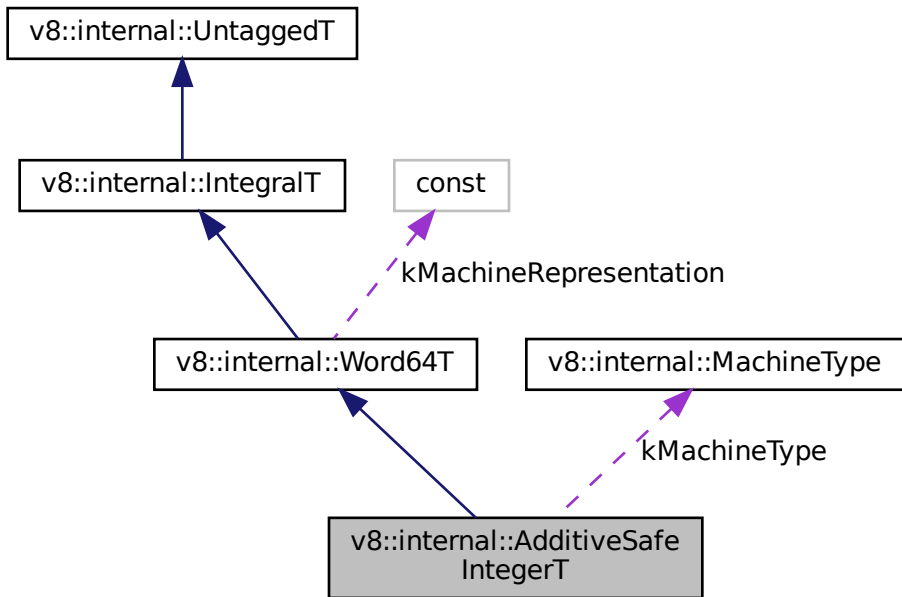 v8::internal::UntaggedT
v8::internal::IntegralT
const
kMachineRepresentation
v8::internal::Word64T
v8::internal::MachineType
kMachineType
v8::internal::AdditiveSafe
IntegerT